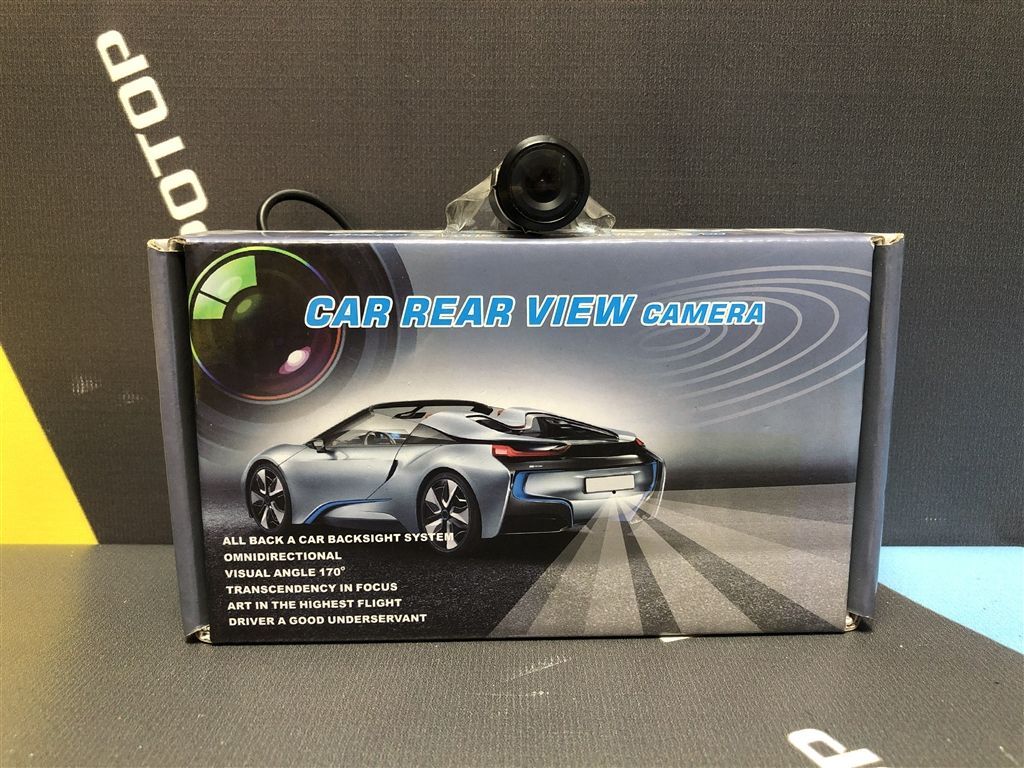 РОТОР
CAR REAR VIEW CAMERA
ALL BACK A CAR BACKSIGHT SYSTEM
OMNIDIRECTIONAL
VISUAL ANGLE 170°
TRANSCENDENCY IN FOCUS
ART IN THE HIGHEST FLIGHT
DRIVER A GOOD UNDERSERVANT